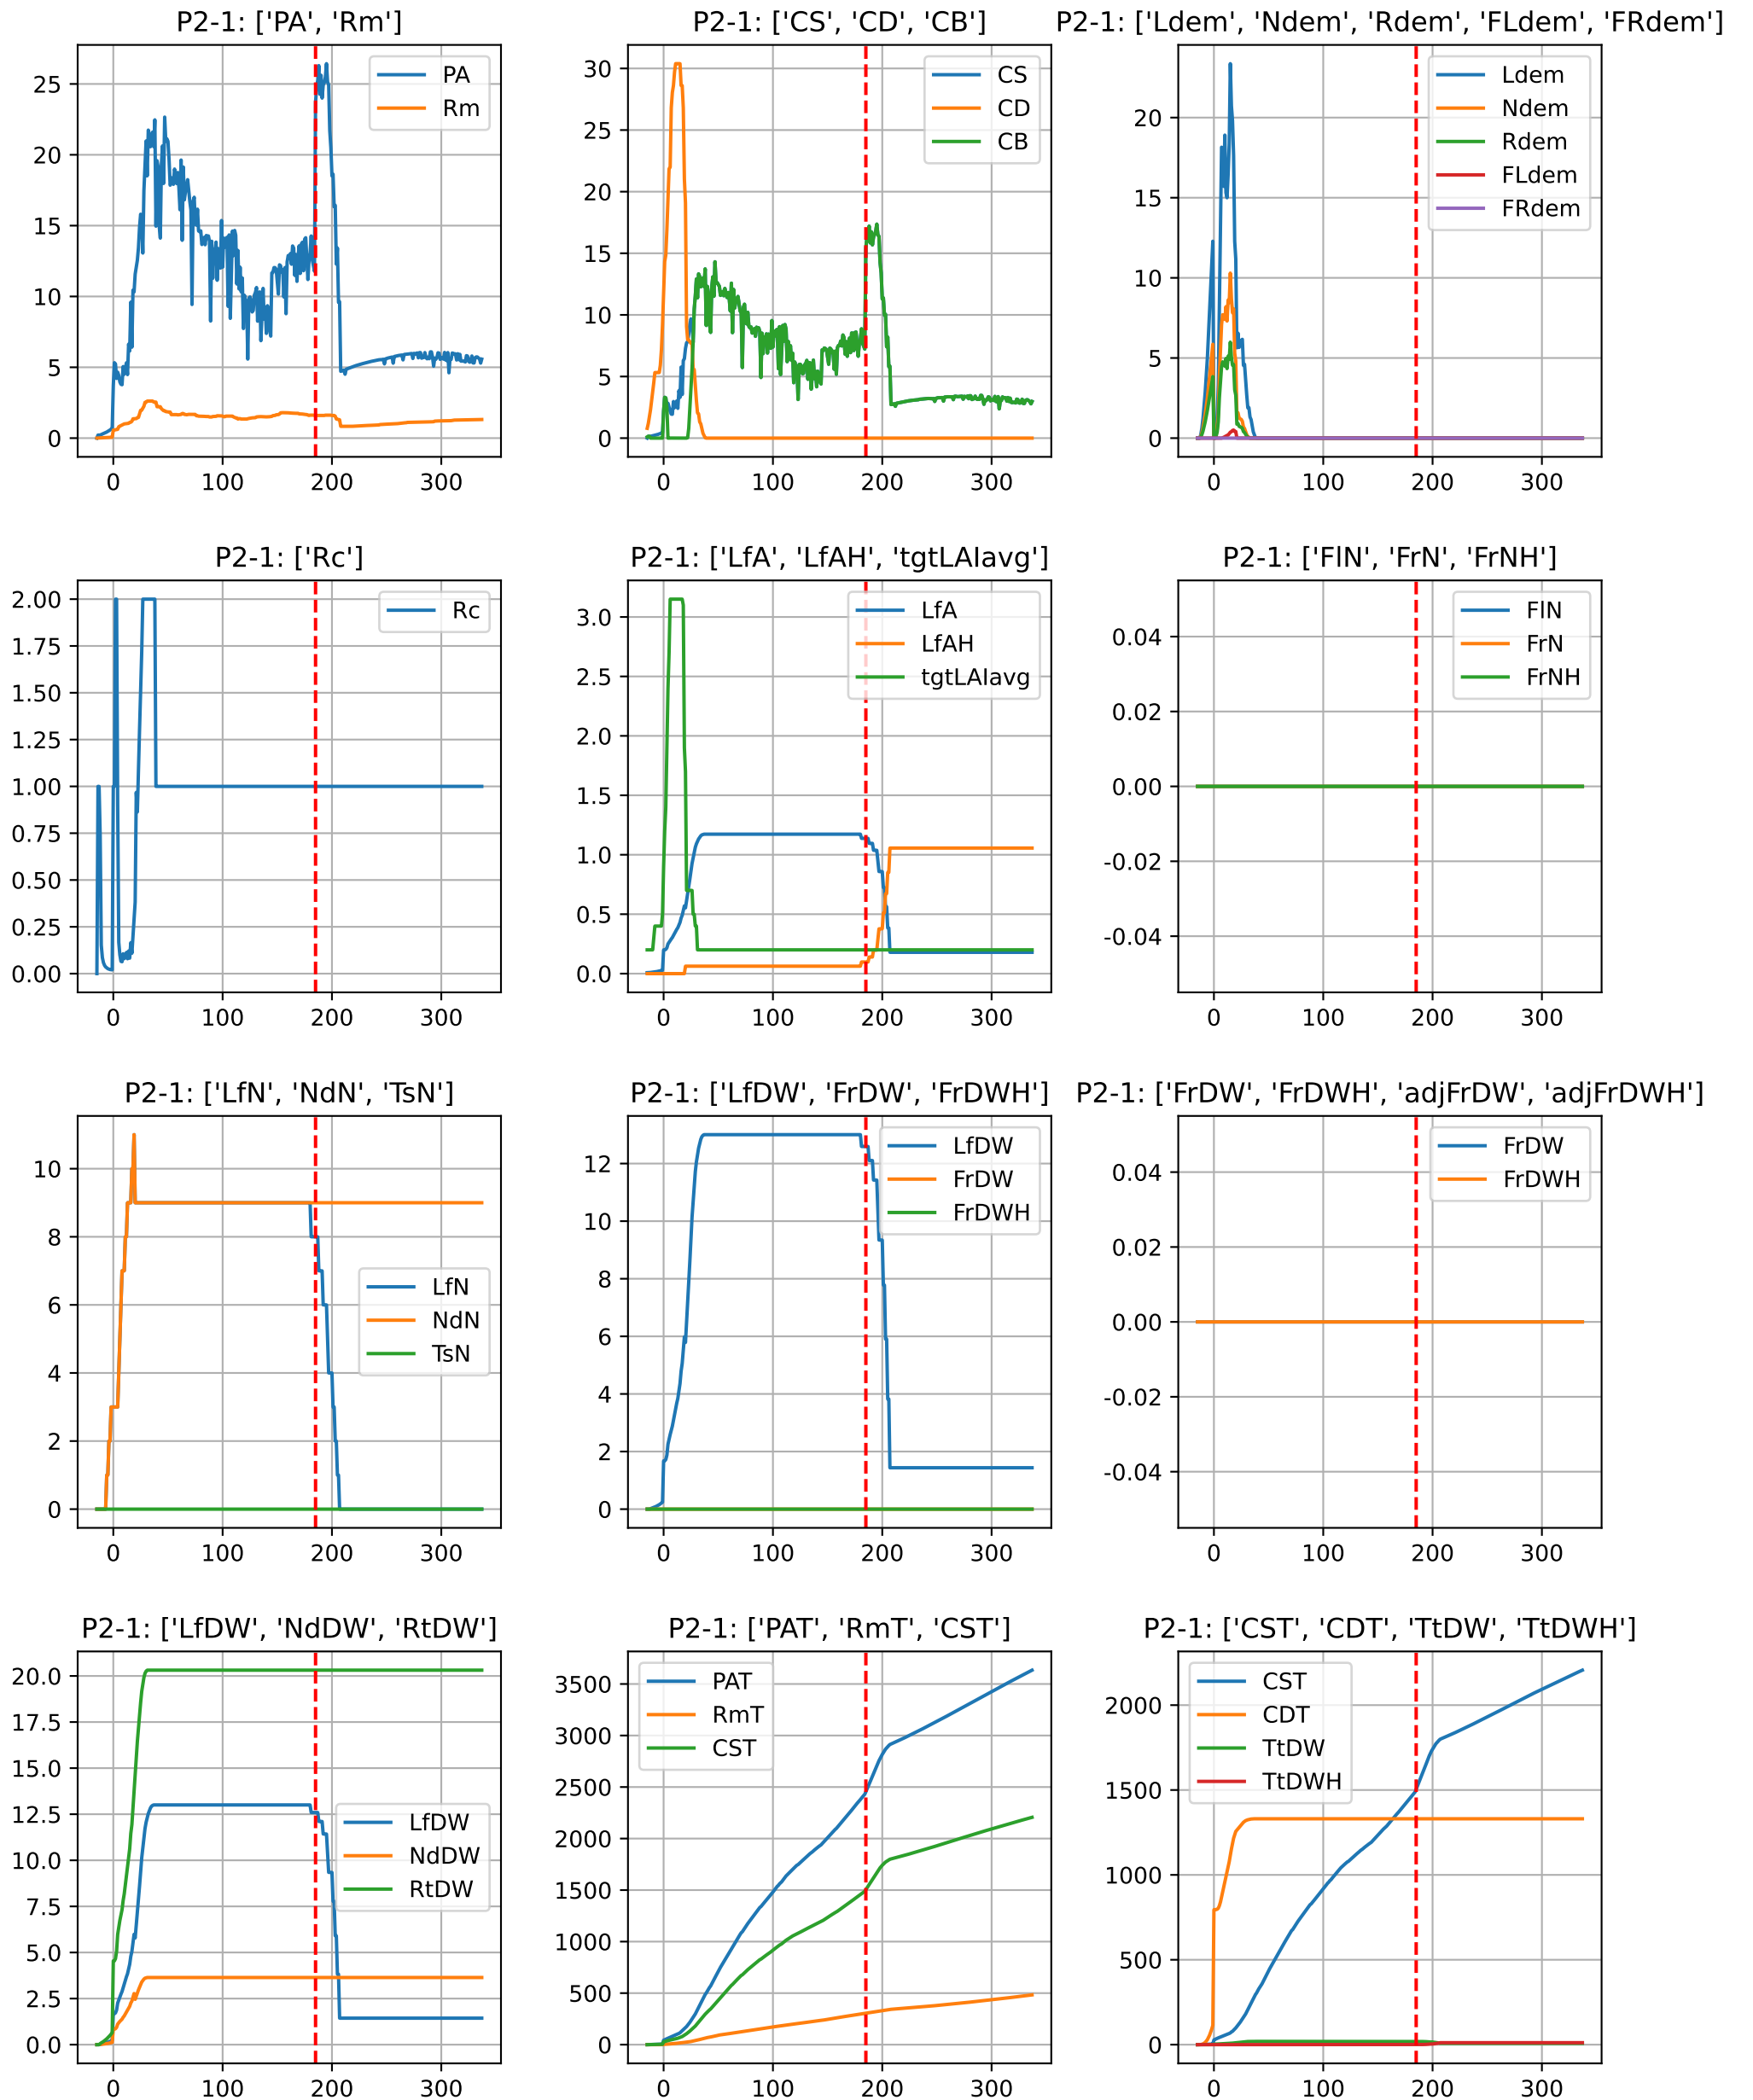 P2-1: ['PA', 'Rm']
25
20
15
10
5
0
0 100 200 300
PA
Rm
P2-1: ['CS', 'CD', 'CB']
30
25
20
15
10
5
0
0 100 200 300
CS
CD
CB
P2-1: ['Ldem', 'Ndem', 'Rdem', 'FLdem', 'FRdem']
20
15
10
5
0
0 100 200 300
Ldem
Ndem
Rdem
FLdem
FRdem
P2-1: ['Rc']
2.00
1.75
1.50
1.25
1.00
0.75
0.50
0.25
0.00
0 100 200 300
Rc
P2-1: ['LfA', 'LfAH', 'tgtLAIavg']
3.0
2.5
2.0
1.5
1.0
0.5
0.0
0 100 200 300
LfA
LfAH
tgtLAIavg
P2-1: ['FlN', 'FrN', 'FrNH']
0.04
0.02
0.00
-0.02
-0.04
0 100 200 300
FlN
FrN
FrNH
P2-1: ['LfN', 'NdN', 'TsN']
10
8
6
4
2
0
0 100 200 300
LfN
NdN
TsN
P2-1: ['LfDW', 'FrDW', 'FrDWH']
12
10
8
6
4
2
0
0 100 200 300
LfDW
FrDW
FrDWH
P2-1: ['FrDW', 'FrDWH', 'adjFrDW', 'adjFrDWH']
0.04
0.02
0.00
-0.02
-0.04
0 100 200 300
FrDW
FrDWH
P2-1: ['LfDW', 'NdDW', 'RtDW']
20.0
17.5
15.0
12.5
10.0
7.5
5.0
2.5
0.0
0 100 200 300
LfDW
NdDW
RtDW
P2-1: ['PAT', 'RmT', 'CST']
3500
3000
2500
2000
1500
1000
500
0
0 100 200 300
PAT
RmT
CST
P2-1: ['CST', 'CDT', 'TtDW', 'TtDWH']
2000
1500
1000
500
0
0 100 200 300
CST
CDT
TtDW
TtDWH